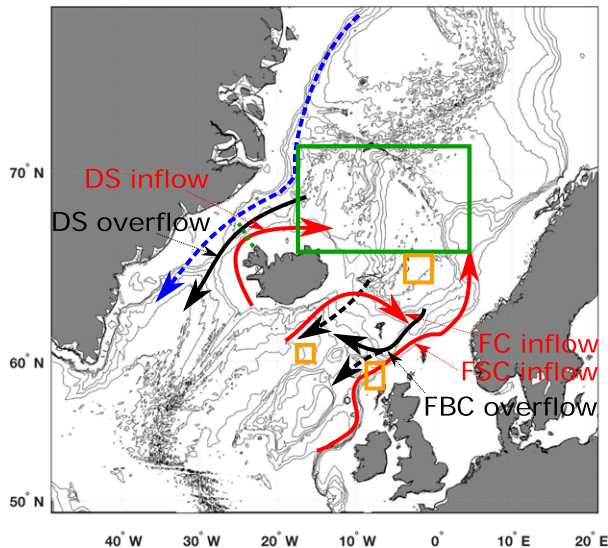 70° N
DS inflow
DS overflow
60° N
FC inflow
FSC inflow
FBC overflow
50° N
40° W
30° W
20° W
10° W
0° E
10° E
20° E